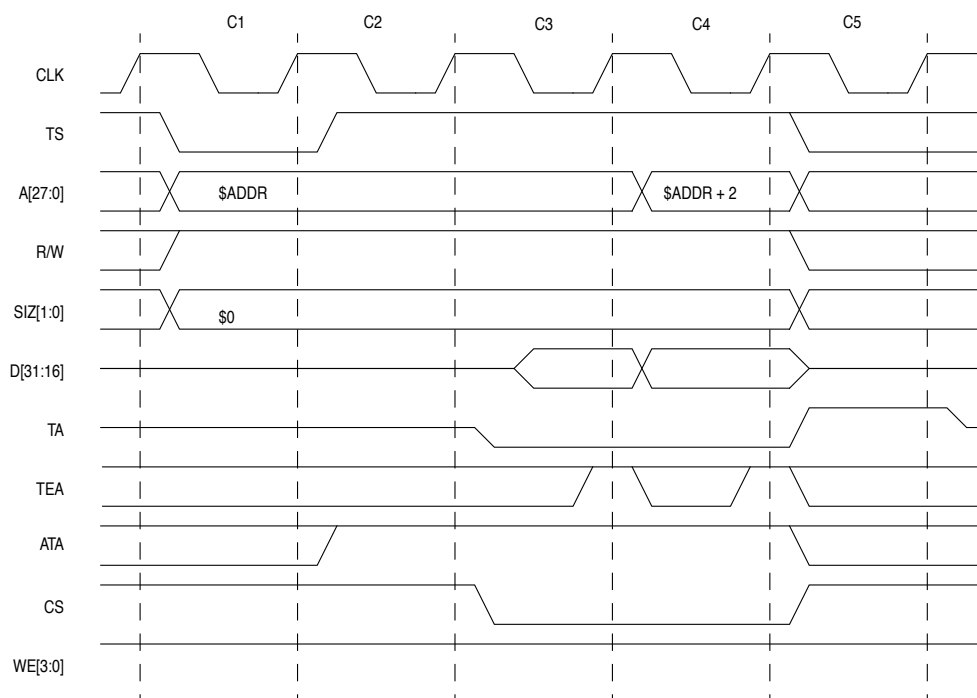 C1 C2 C3 C4 C5
CLK
TS
A[27:0] $ADDR $ADDR + 2
R/W
SIZ[1:0] $0
D[31:16]
TA
TEA
ATA
CS
WE[3:0]